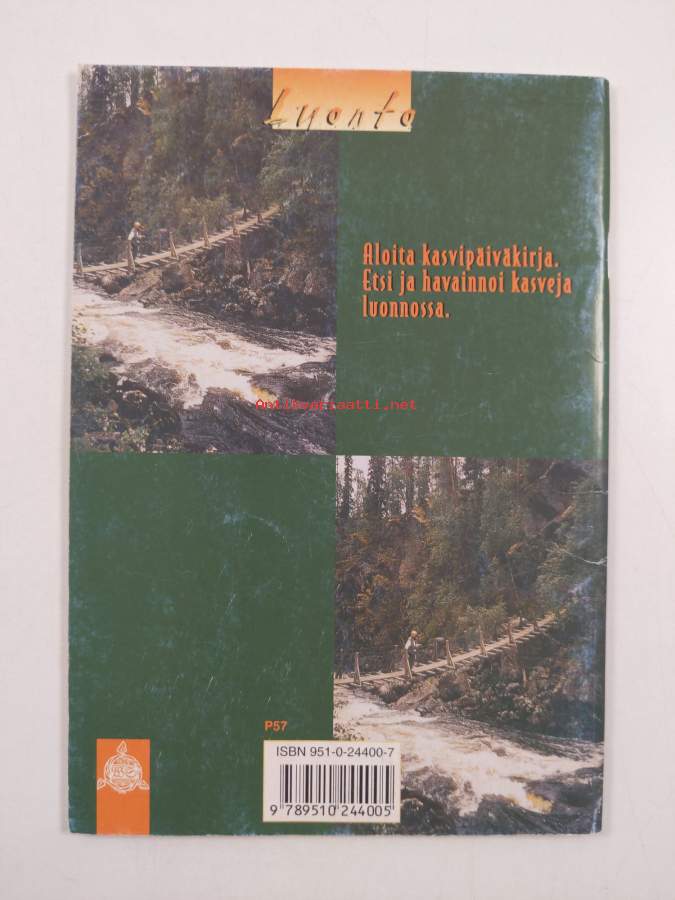 Luonto
Aloita kasvipäiväkirja.
Etsi ja havainnoi kasveja
luonnossa.
Antikvariaatti.net
P57
ISBN 951-0-24400-7
9 789510 244005